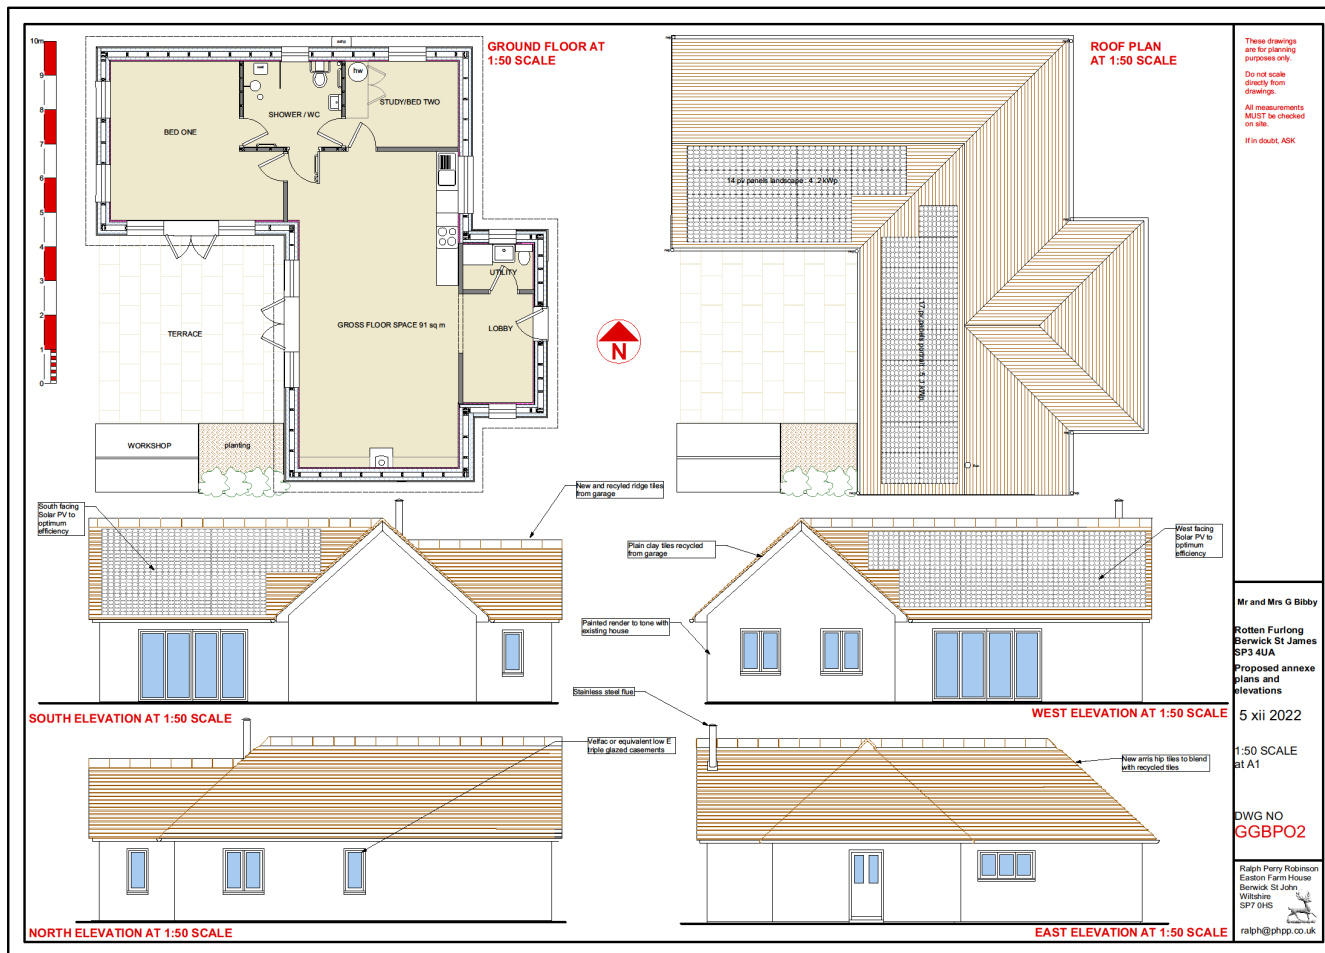 GROUND FLOOR AT
1:50 SCALE
10m
9
8
7
6
5
4
3
2
1
0
BED ONE
SHOWER / WC
hw
STUDY/BED TWO
UTILITY
LOBBY
GROSS FLOOR SPACE 91 sq m
TERRACE
WORKSHOP
planting
N
ROOF PLAN
AT 1:50 SCALE
14 pv panels landscape : 4 .2 kWp
17 pv panels portrait : 5 .1 kWp
South facing
Solar PV to
optimum
efficiency
New and recyled ridge tiles
from garage
SOUTH ELEVATION AT 1:50 SCALE
Plain clay tiles recycled
from garage
Painted render to tone with
existing house
West facing
Solar PV to
optimum
efficiency
WEST ELEVATION AT 1:50 SCALE
Stainless steel flue
Velfac or equivalent low E
triple glazed casements
NORTH ELEVATION AT 1:50 SCALE
New arris hip tiles to blend
with recycled tiles
EAST ELEVATION AT 1:50 SCALE
These drawings
are for planning
purposes only.
Do not scale
directly from
drawings.
All measurements
MUST be checked
on site.
If in doubt, ASK
Mr and Mrs G Bibby
Rotten Furlong
Berwick St James
SP3 4UA
Proposed annexe
plans and
elevations
5 xii 2022
1:50 SCALE
at A1
DWG NO
GGBPO2
Ralph Perry Robinson
Easton Farm House
Berwick St John
Wiltshire
SP7 0HS
ralph@phpp.co.uk